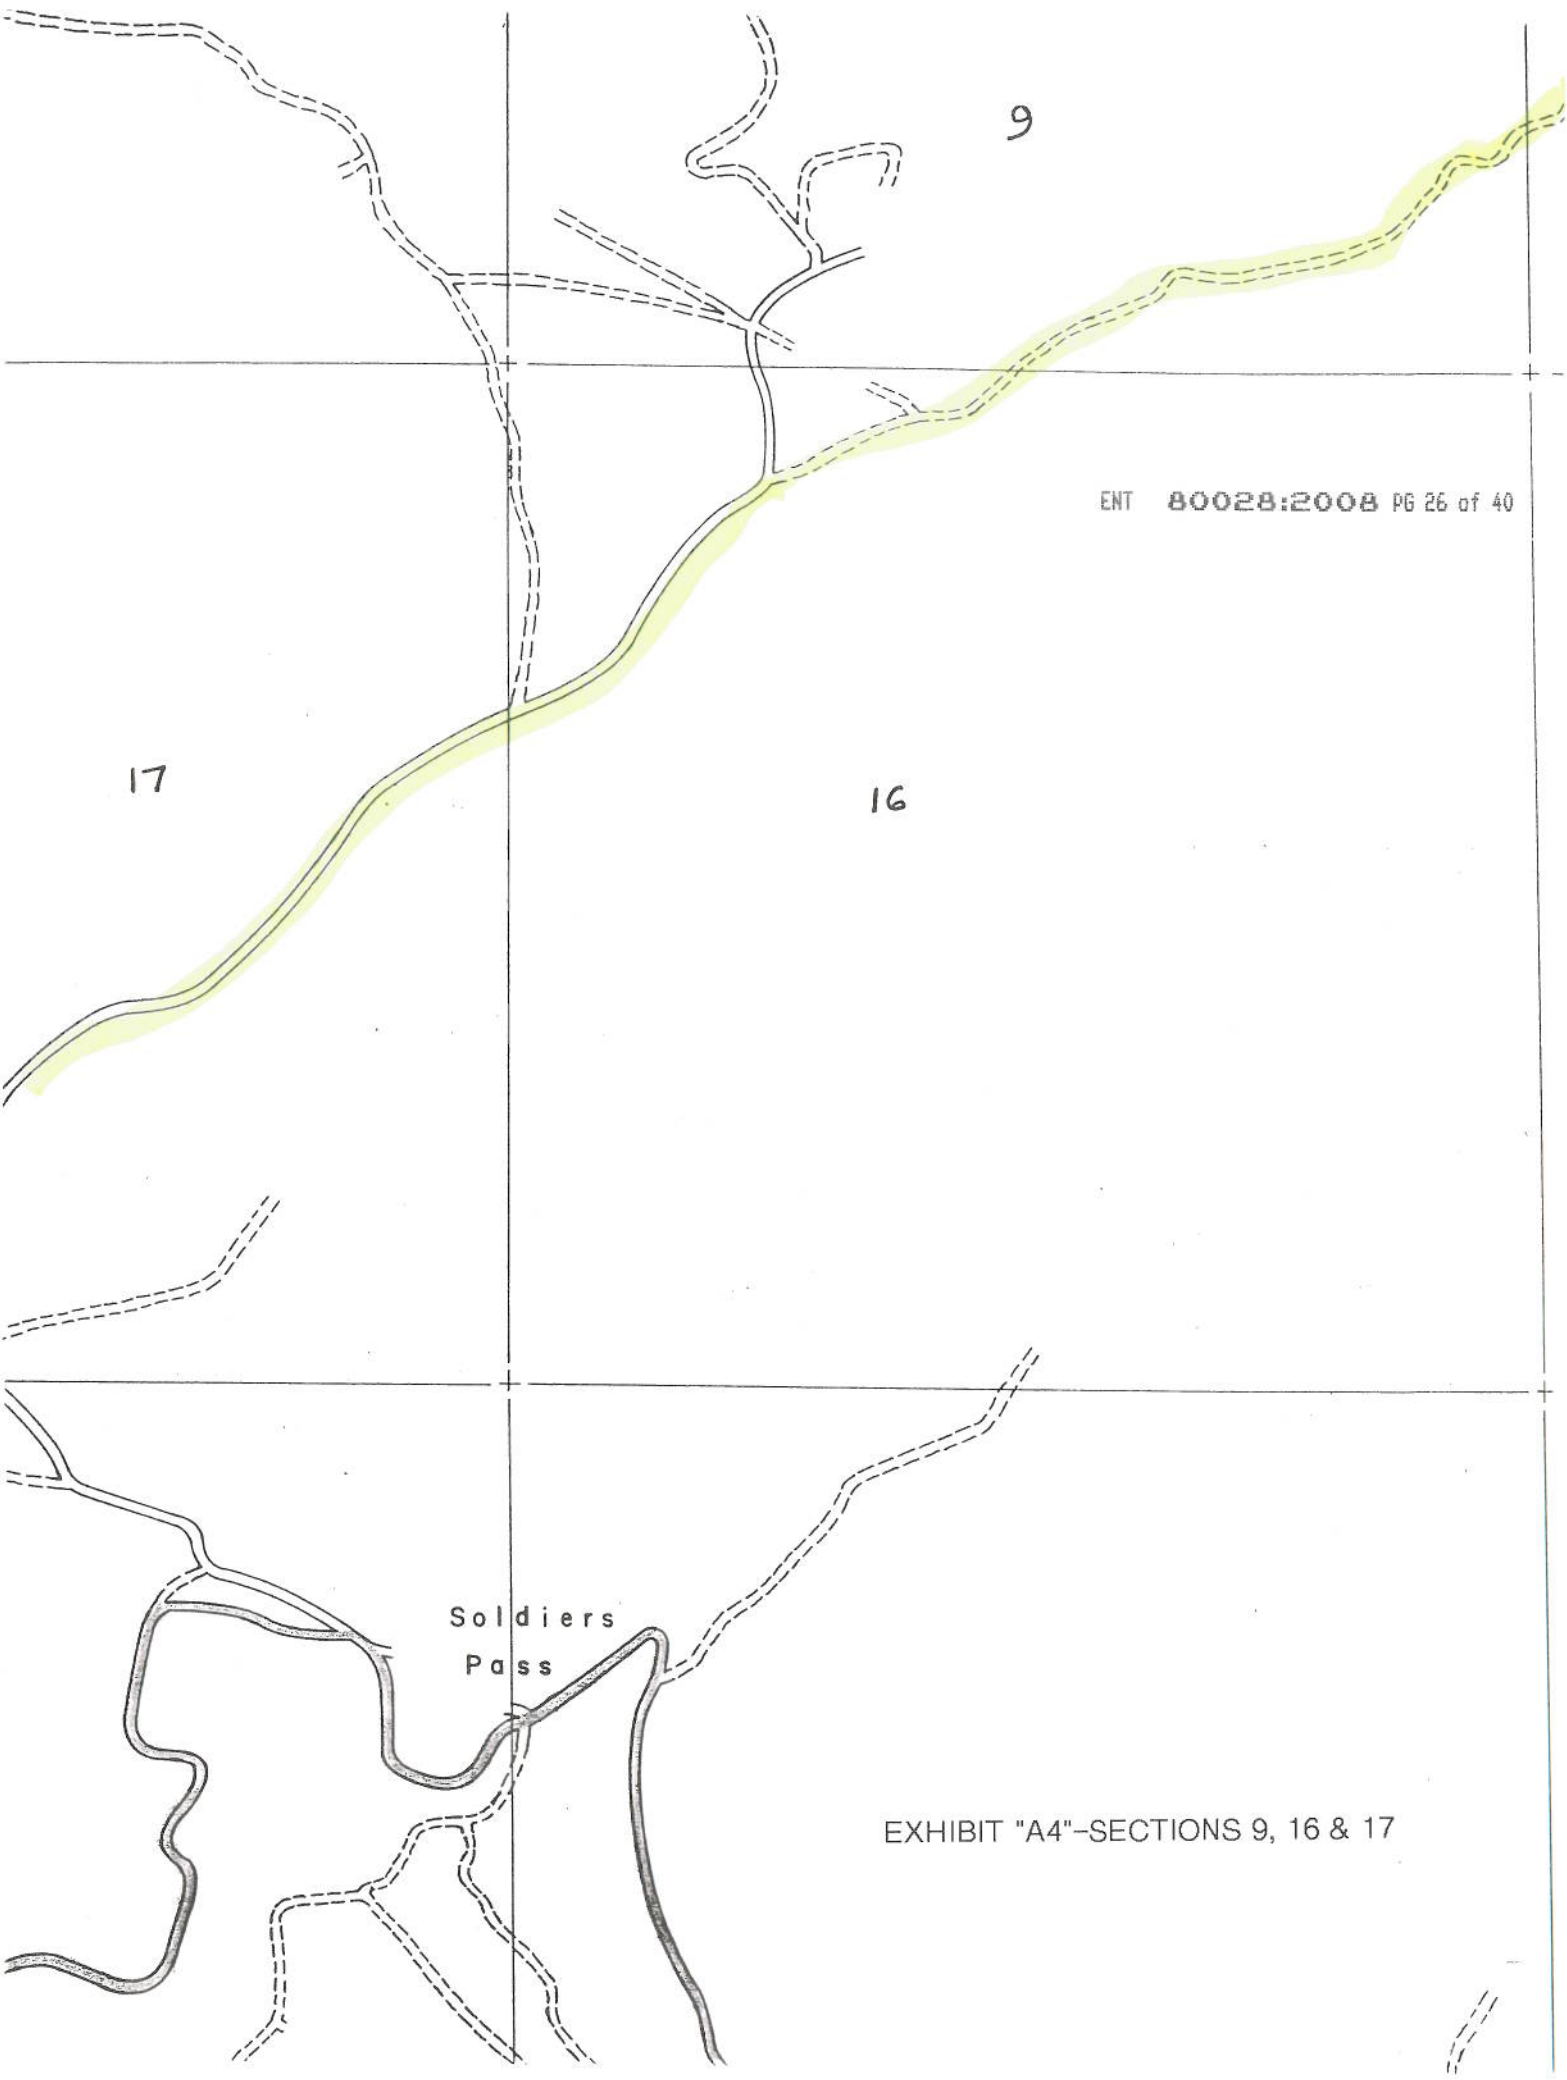 9
ENT 80028:2008 PG 26 of 40
17
16
Soldiers
Pass
EXHIBIT "A4"-SECTIONS 9, 16 & 17